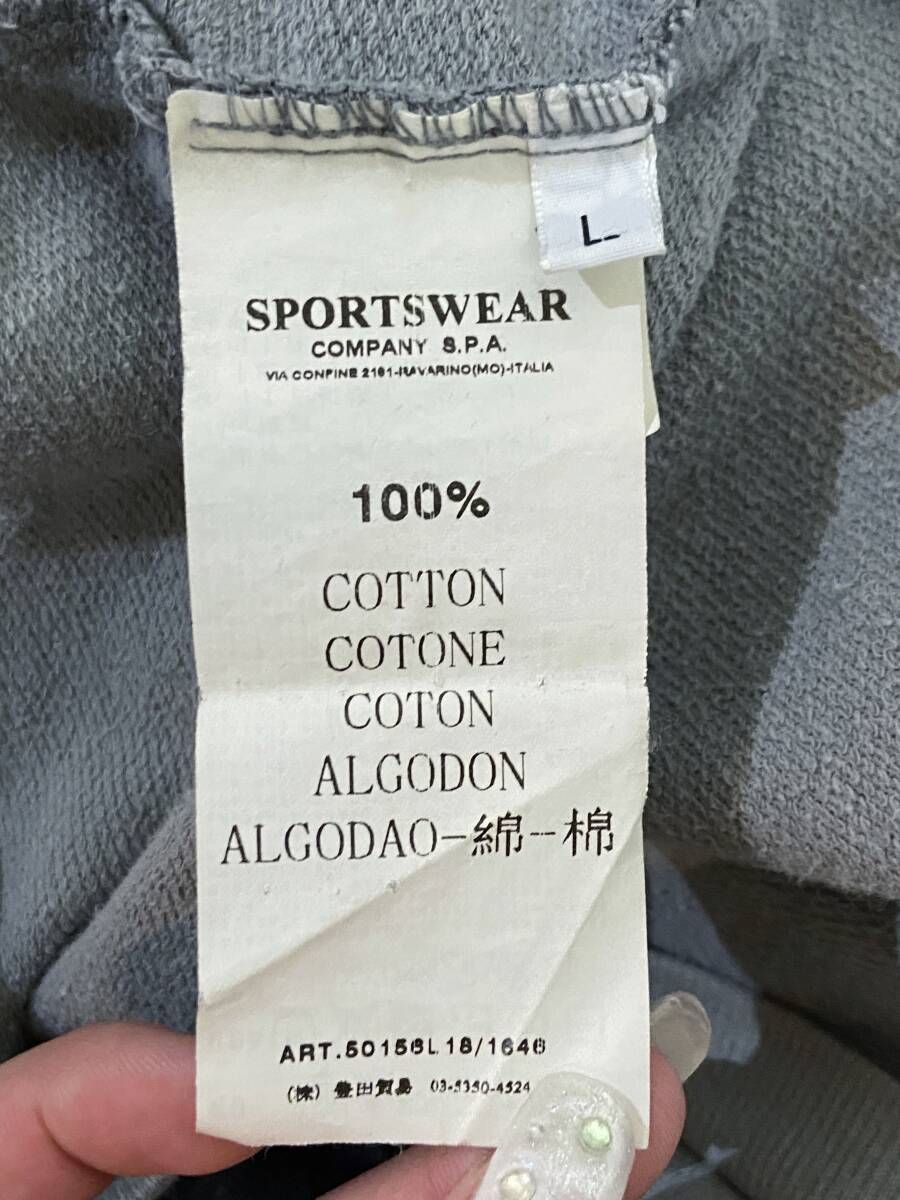 L
SPORTSWEAR
COMPANY S.P.A.
VIA CONFINE 2161-RAVARINO(MO)-ITALIA
100%
COTTON
COTONE
COTON
ALGODON
ALGODAO-綿-棉
ART.50156L18/1646
(株) 豊田貿易 03-5350-4524